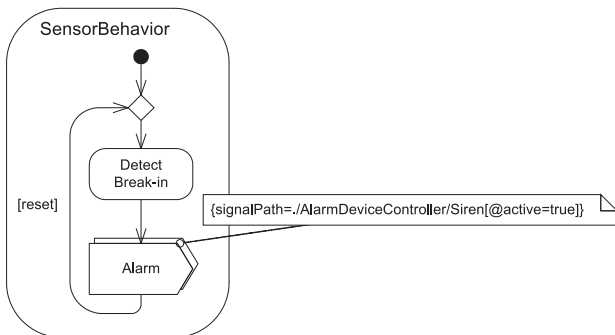 SensorBehavior
Detect
Break-in
[reset]
{signalPath=./AlarmDeviceController/Siren[@active=true]}
Alarm